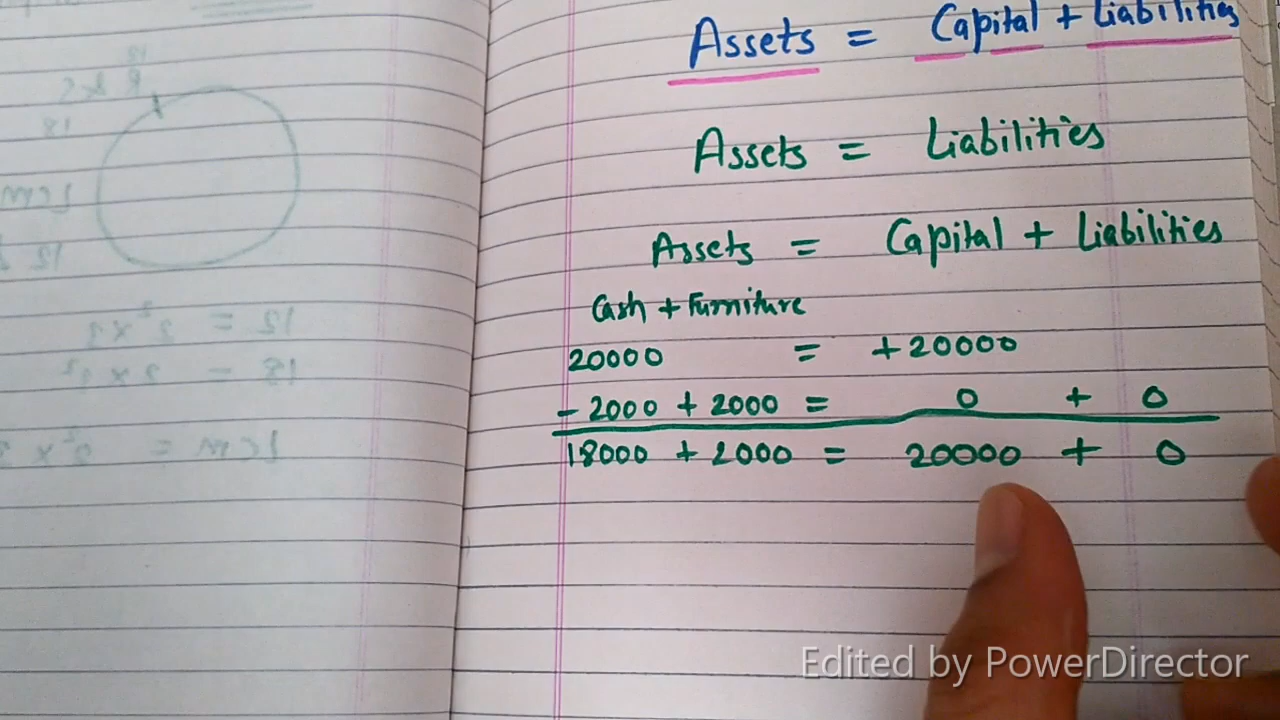 Assets = Capital + Liabilities
Assets = Liabilities
Assets = Capital + Liabilities
Cash + Furniture
20000 = +20000
- 2000 + 2000 = 0 + 0
18000 + 2000 = 20000 + 0
Edited by PowerDirector